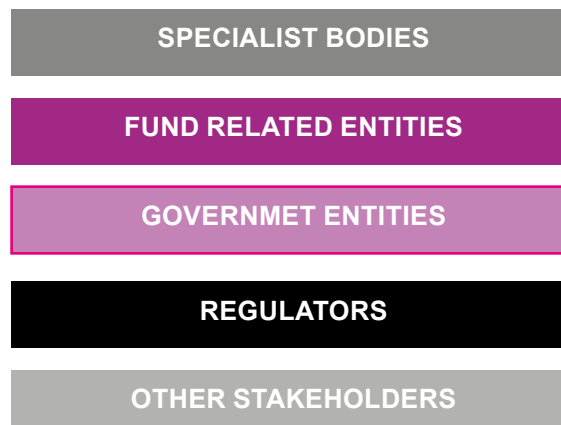 SPECIALIST BODIES
FUND RELATED ENTITIES
GOVERNMET ENTITIES
REGULATORS
OTHER STAKEHOLDERS